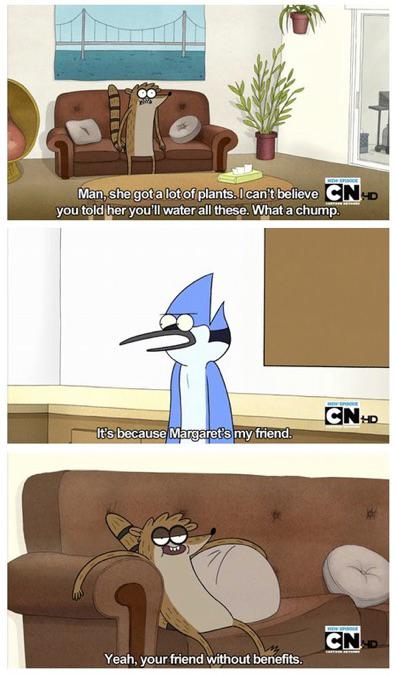 NEW EPISODE
CN HD
CARTOON NETWORK
Man, she got a lot of plants. I can't believe
you told her you'll water all these. What a chump.
NEW EPISODE
CN HD
CARTOON NETWORK
It's because Margaret's my friend.
NEW EPISODE
CN HD
CARTOON NETWORK
Yeah, your friend without benefits.